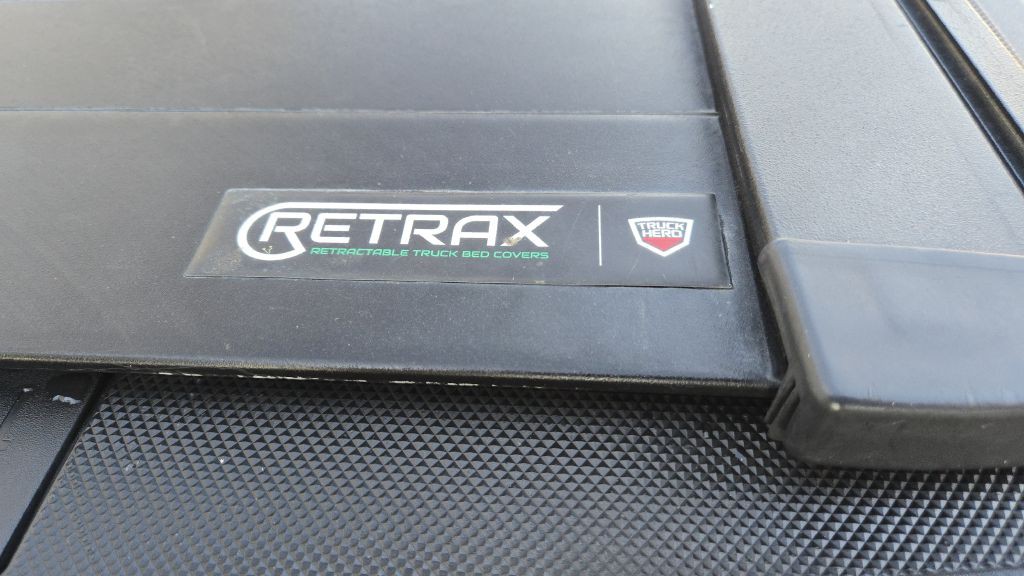 RETRAX
RETRACTABLE TRUCK BED COVERS
TRUCK
HERO